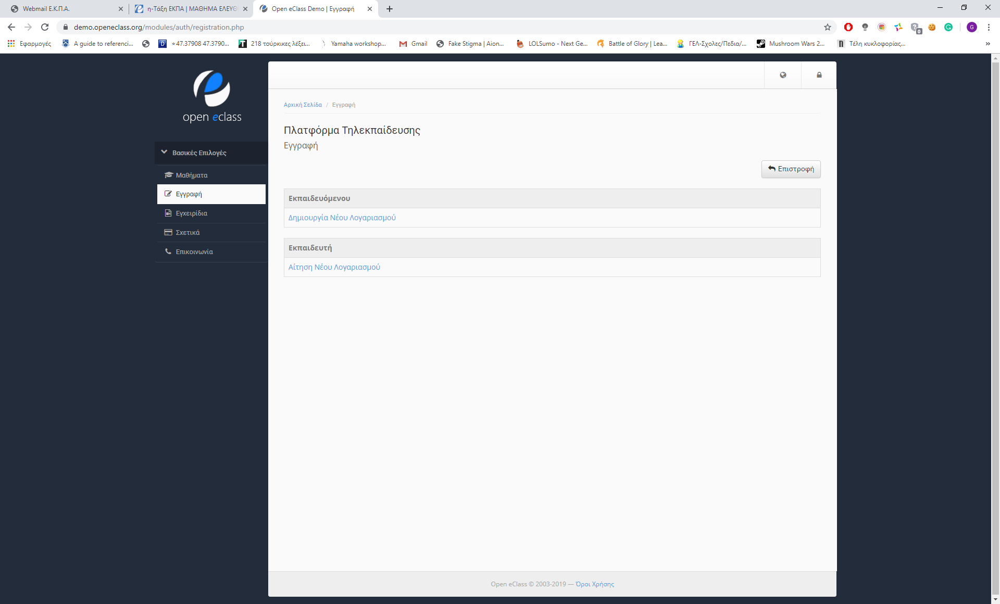 Webmail Ε.Κ.Π.Α.
η-Τάξη ΕΚΠΑ | ΜΑΘΗΜΑ ΕΛΕΥΘ
Open eClass Demo | Εγγραφή
demo.openeclass.org/modules/auth/registration.php
G
Εφαρμογές
A guide to referenci...
D
47.37908 47.3790...
T
218 τούρκικες λέξει...
Yamaha workshop...
Gmail
Fake Stigma | Aion...
LOLSumo - Next Ge...
Battle of Glory | Lea...
ΓΕΛ-Σχολες/Πεδια/...
Mushroom Wars 2...
n
Τέλη κυκλοφορίας...
»
0
open eclass
Βασικές Επιλογές
Μαθήματα
Εγγραφή
Εγχειρίδια
Σχετικά
Επικοινωνία
Αρχική Σελίδα / Εγγραφή
Πλατφόρμα Τηλεκπαίδευσης
Εγγραφή
Επιστροφή
Εκπαιδευόμενου
Δημιουργία Νέου Λογαριασμού
Εκπαιδευτή
Αίτηση Νέου Λογαριασμού
Open eClass © 2003-2019 — Όροι Χρήσης